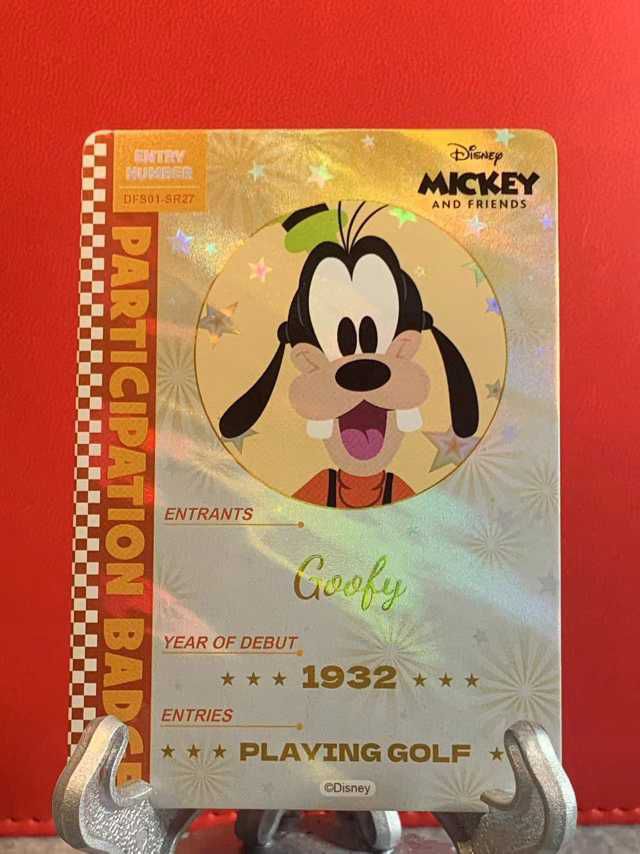 ENTRY
NUMBER
DFS01-SR27
Disney
MICKEY
AND FRIENDS
PARTICIPATION BADGE
ENTRANTS
Goofy
YEAR OF DEBUT
1932
ENTRIES
PLAYING GOLF
©Disney